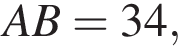 AB = 34,